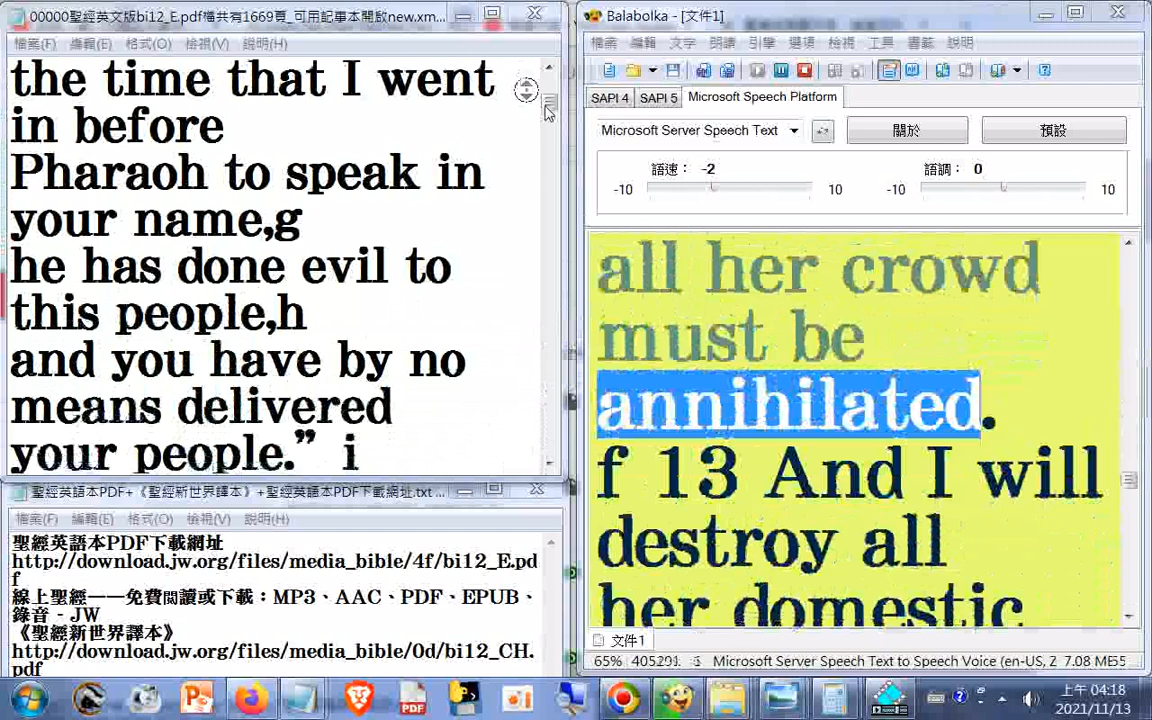 00000聖經英文版bi12_E.pdf檔共有1669頁_可用記事本開啟new.xm...
檔案(F) 編輯(E) 格式(O) 檢視(V) 說明(H)
the time that I went
in before
Pharaoh to speak in
your name,g
he has done evil to
this people,h
and you have by no
means delivered
your people.” i
聖經英語本PDF+《聖經新世界譯本》+聖經英語本PDF下載網址.txt ...
檔案(F) 編輯(E) 格式(O) 檢視(V) 說明(H)
聖經英語本PDF下載網址
http://download.jw.org/files/media_bible/4f/bi12_E.pd
f
線上聖經——免費閱讀或下載：MP3、AAC、PDF、EPUB、
錄音 - JW
《聖經新世界譯本》
http://download.jw.org/files/media_bible/0d/bi12_CH.
pdf
Balabolka - [文件1]
檔案 編輯 文字 朗讀 引擎 選項 檢視 工具 書籤 說明
SAPI 4 SAPI 5 Microsoft Speech Platform
Microsoft Server Speech Text 關於 預設
語速： -2 語調： 0
-10 10 -10 10
all her crowd
must be
annihilated.
f 13 And I will
destroy all
her domestic
文件1
65% Microsoft Server Speech Text to Speech Voice (en-US, Z
上午 04:18
2021/11/13